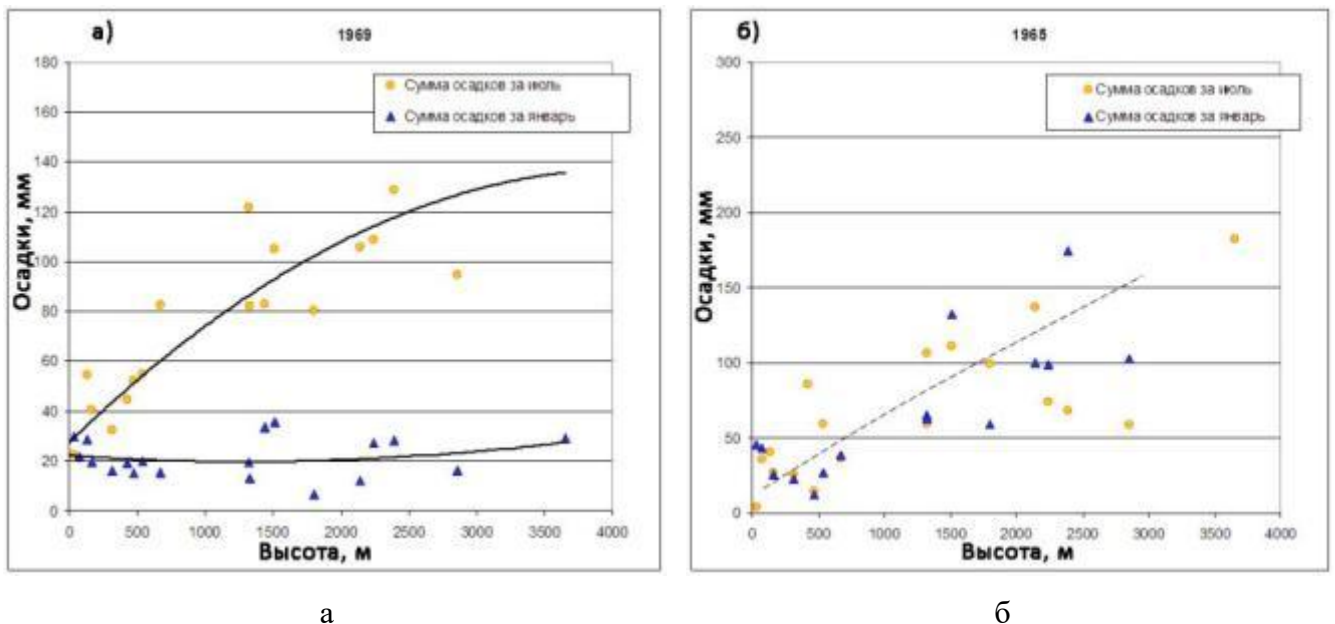 а)
1969
180
160
140
120
100
80
60
40
20
0
Осадки, мм
Сумма осадков за июль
Сумма осадков за январь
0 500 1000 1500 2000 2500 3000 3500 4000
Высота, м
а
б)
1965
300
250
200
150
100
50
0
Осадки, мм
Сумма осадков за июль
Сумма осадков за январь
0 500 1000 1500 2000 2500 3000 3500 4000
Высота, м
б